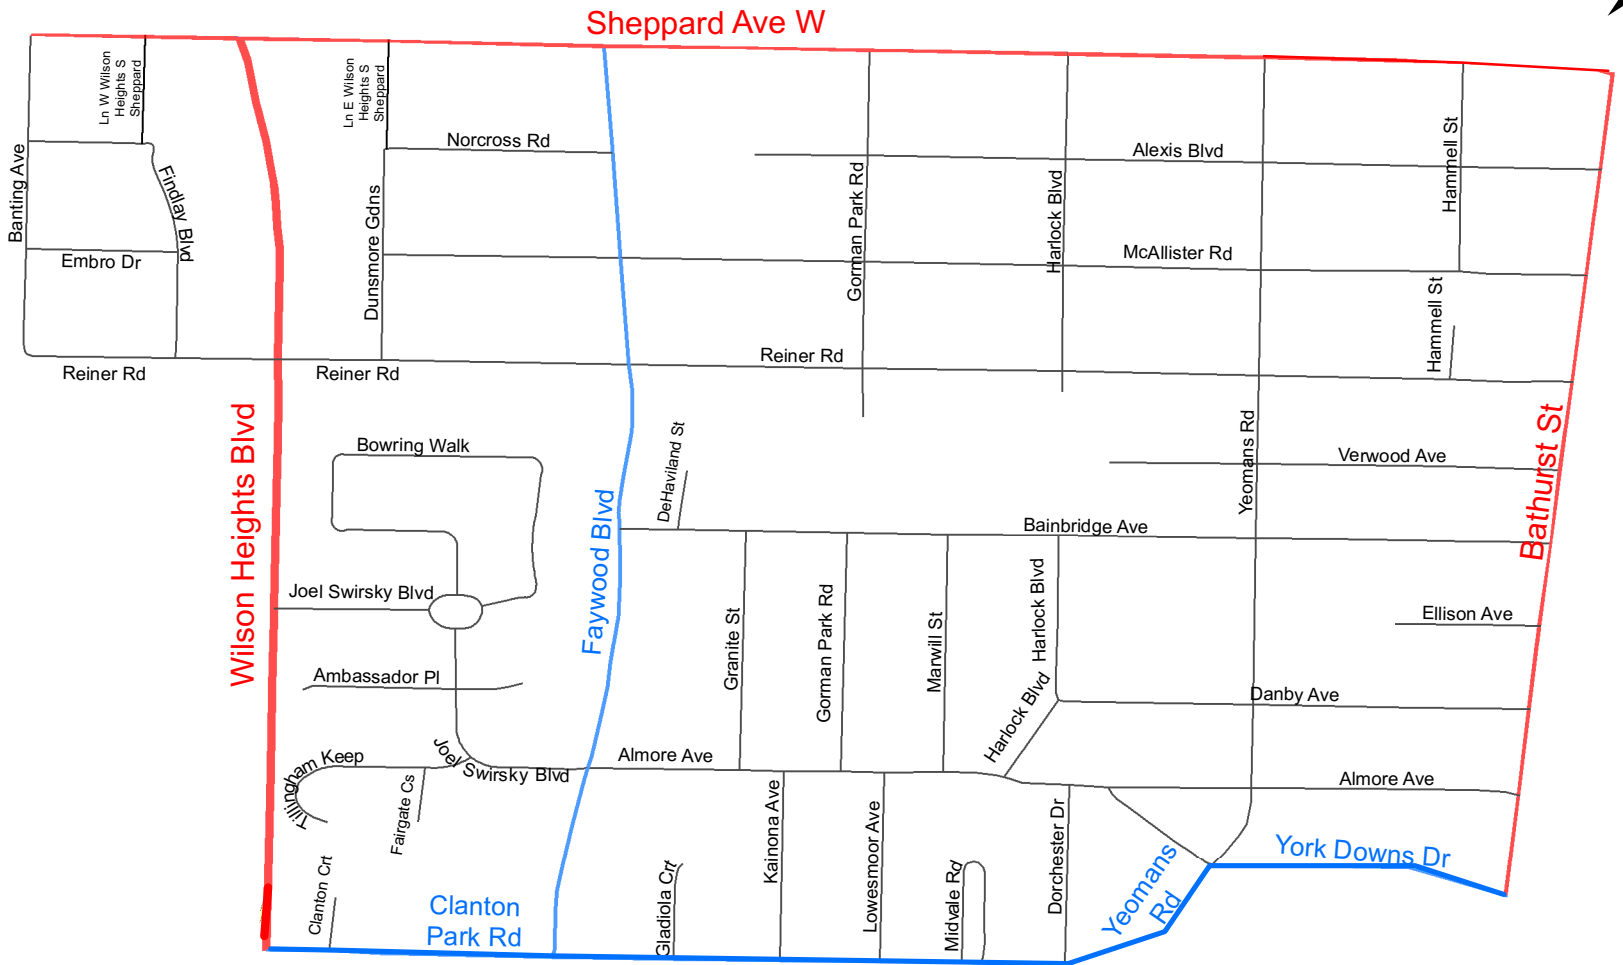 Sheppard Ave W
Ln W Wilson
Heights S
Sheppard
Ln E Wilson
Heights S
Sheppard
Norcross Rd
Alexis Blvd
Hammell St
Banting Ave
Findlay Blvd
Dunsmore Gdns
Gorman Park Rd
Harlock Blvd
Embro Dr
McAllister Rd
Hammell St
Reiner Rd
Reiner Rd
Reiner Rd
Wilson Heights Blvd
Bowring Walk
DeHaviland St
Yeomans Rd
Verwood Ave
Bathurst St
Faywood Blvd
Bainbridge Ave
Joel Swirsky Blvd
Granite St
Gorman Park Rd
Marwill St
Harlock Blvd
Ellison Ave
Ambassador Pl
Harlock Blvd
Danby Ave
Tillingham Keep
Joel Swirsky Blvd
Almore Ave
Almore Ave
Fairgate Cs
Kainona Ave
Lowesmoor Ave
Dorchester Dr
Clanton Crt
Clanton
Park Rd
Gladiola Crt
Midvale Rd
Yeomans
Rd
York Downs Dr